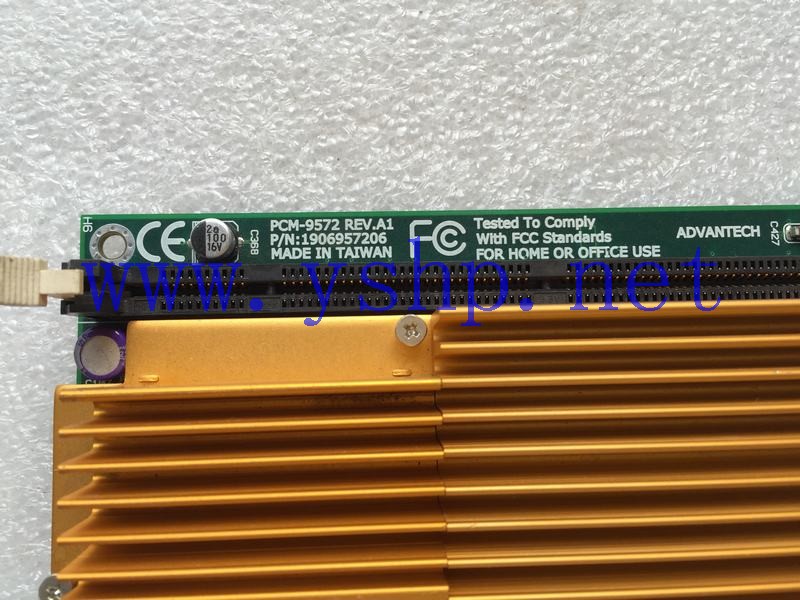 H6
CE
26
100
16V
C368
PCM-9572 REV.A1
P/N:1906957206
MADE IN TAIWAN
FC
Tested To Comply
With FCC Standards
FOR HOME OR OFFICE USE
ADVANTECH
C427
www.yshp.net